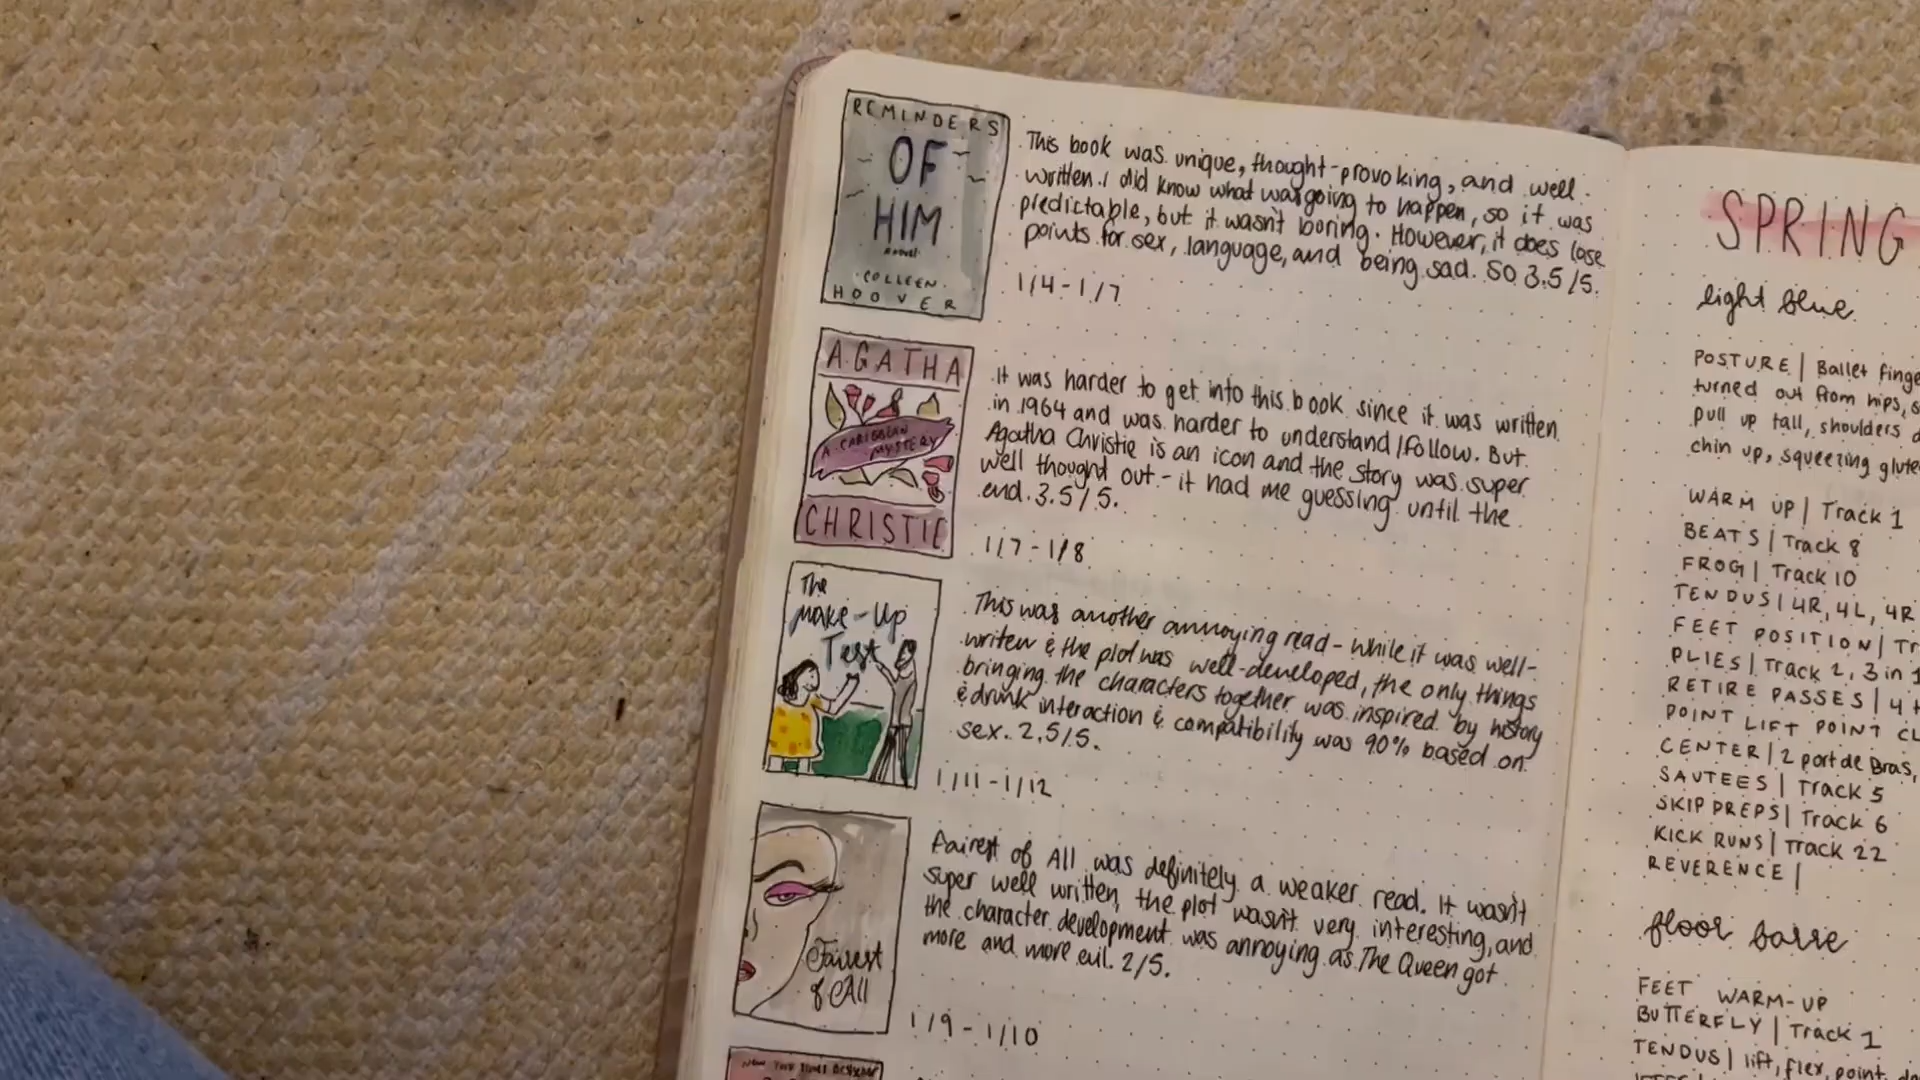 REMINDERS
OF
HIM
a novel
COLLEEN
HOOVER
This book was unique, thought-provoking, and well
written. I did know what was going to happen, so it was
predictable, but it wasn't boring. However, it does lose
points for sex, language, and being sad. SO 3.5/5.
1/4-1/7
AGATHA
A CARIBBEAN
MYSTERY
CHRISTIE
It was harder to get into this book since it was written
in 1964 and was harder to understand/follow. But
Agatha Christie is an icon and the story was super
well thought out - it had me guessing until the
end. 3.5/5.
1/7-1/8
The
Make-Up
Test
This was another annoying read - while it was well-
writen & the plot was well-developed, the only things
bringing the characters together was inspired by history
& drunk interaction & compatibility was 90% based on
sex. 2.5/5.
1/11-1/12
Fairest
of All
Fairest of All was definitely a weaker read. It wasn't
super well written, the plot wasn't very interesting, and
the character development was annoying as The Queen got
more and more evil. 2/5.
1/9-1/10
NEW YORK TIMES BESTSELLER
SPRING
light blue
POSTURE | Ballet
turned out from hips,
pull up tall, shoulders
chin up, squeezing
WARM UP | Track 1
BEATS | Track 8
FROG | Track 10
TENDUS | 4R, 4L, 4R
FEET POSITION |
PLIES | Track 2, 3 in 1
RETIRE PASSES | 4
POINT LIFT POINT
CENTER | 2 port de Bras,
SAUTEES | Track 5
SKIP PREPS | Track 6
KICK RUNS | Track 22
REVERENCE |
floor barre
FEET WARM-UP
BUTTERFLY | Track 1
TENDUS | lift, flex, point,